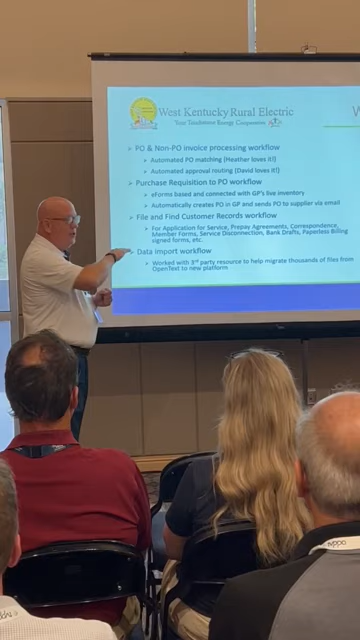 West Kentucky Rural Electric
Your Touchstone Energy Cooperative
W
PO & Non-PO invoice processing workflow
Automated PO matching (Heather loves it!)
Automated approval routing (David loves it!)
Purchase Requisition to PO workflow
eForms based and connected with GP's live inventory
Automatically creates PO in GP and sends PO to supplier via email
File and Find Customer Records workflow
For Application for Service, Prepay Agreements, Correspondence,
Member Forms, Service Disconnection, Bank Drafts, Paperless Billing
signed forms, etc.
Data import workflow
Worked with 3rd party resource to help migrate thousands of files from
OpenText to new platform